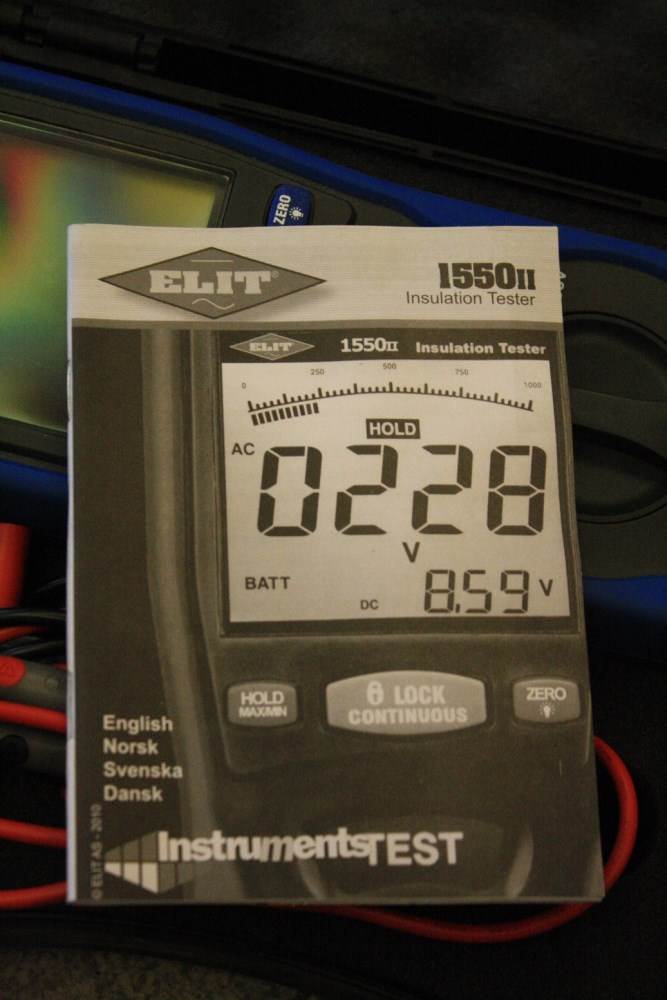 ZERO
ELIT®
1550II
Insulation Tester
ELIT
1550II Insulation Tester
0 250 500 750 1000
HOLD
AC
0228
V
BATT
DC 8.59 V
HOLD
MAX/MIN
LOCK
CONTINUOUS
ZERO
English
Norsk
Svenska
Dansk
© ELIT AS - 2010
InstrumentsTEST